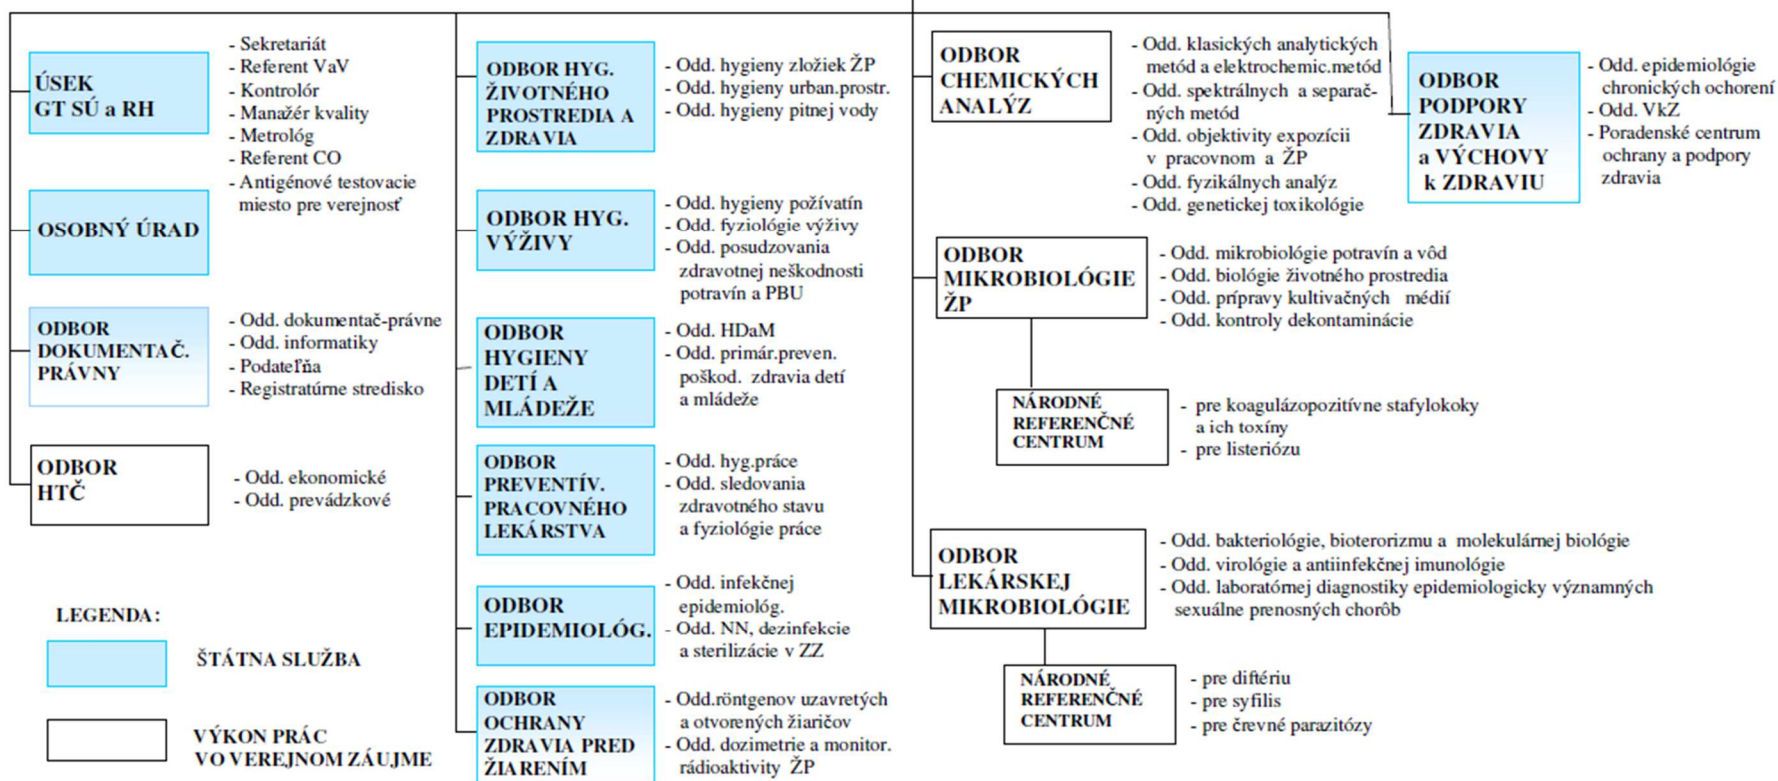 ÚSEK
GT SÚ a RH
- Sekretariát
- Referent VaV
- Kontrolór
- Manažér kvality
- Metrológ
- Referent CO
- Antigénové testovacie
miesto pre verejnosť
OSOBNÝ ÚRAD
ODBOR
DOKUMENTAČ.
PRÁVNY
- Odd. dokumentač-právne
- Odd. informatiky
- Podateľňa
- Registratúrne stredisko
ODBOR
HTČ
- Odd. ekonomické
- Odd. prevádzkové
LEGENDA:
ŠTÁTNA SLUŽBA
VÝKON PRÁC
VO VEREJNOM ZÁUJME
ODBOR HYG.
ŽIVOTNÉHO
PROSTREDIA A
ZDRAVIA
- Odd. hygieny zložiek ŽP
- Odd. hygieny urban.prostr.
- Odd. hygieny pitnej vody
ODBOR HYG.
VÝŽIVY
- Odd. hygieny požívatín
- Odd. fyziológie výživy
- Odd. posudzovania
zdravotnej neškodnosti
potravín a PBU
ODBOR
HYGIENY
DETÍ A
MLÁDEŽE
- Odd. HDaM
- Odd. primár.preven.
poškod. zdravia detí
a mládeže
ODBOR
PREVENTÍV.
PRACOVNÉHO
LEKÁRSTVA
- Odd. hyg.práce
- Odd. sledovania
zdravotného stavu
a fyziológie práce
ODBOR
EPIDEMIOLÓG.
- Odd. infekčnej
epidemiológ.
- Odd. NN, dezinfekcie
a sterilizácie v ZZ
ODBOR
OCHRANY
ZDRAVIA PRED
ŽIARENÍM
- Odd.röntgenov uzavretých
a otvorených žiaričov
- Odd. dozimetrie a monitor.
rádioaktivity ŽP
ODBOR
CHEMICKÝCH
ANALÝZ
- Odd. klasických analytických
metód a elektrochemic.metód
- Odd. spektrálnych a separač-
ných metód
- Odd. objektivity expozícii
v pracovnom a ŽP
- Odd. fyzikálnych analýz
- Odd. genetickej toxikológie
ODBOR
PODPORY
ZDRAVIA
a VÝCHOVY
k ZDRAVIU
- Odd. epidemiológie
chronických ochorení
- Odd. VkZ
- Poradenské centrum
ochrany a podpory
zdravia
ODBOR
MIKROBIOLÓGIE
ŽP
- Odd. mikrobiológie potravín a vôd
- Odd. biológie životného prostredia
- Odd. prípravy kultivačných médií
- Odd. kontroly dekontaminácie
NÁRODNÉ
REFERENČNÉ
CENTRUM
- pre koagulázopozitívne stafylokoky
a ich toxíny
- pre listeriózu
ODBOR
LEKÁRSKEJ
MIKROBIOLÓGIE
- Odd. bakteriológie, bioterorizmu a molekulárnej biológie
- Odd. virológie a antiinfekčnej imunológie
- Odd. laboratórnej diagnostiky epidemiologicky významných
sexuálne prenosných chorôb
NÁRODNÉ
REFERENČNÉ
CENTRUM
- pre diftériu
- pre syfilis
- pre črevné parazitózy